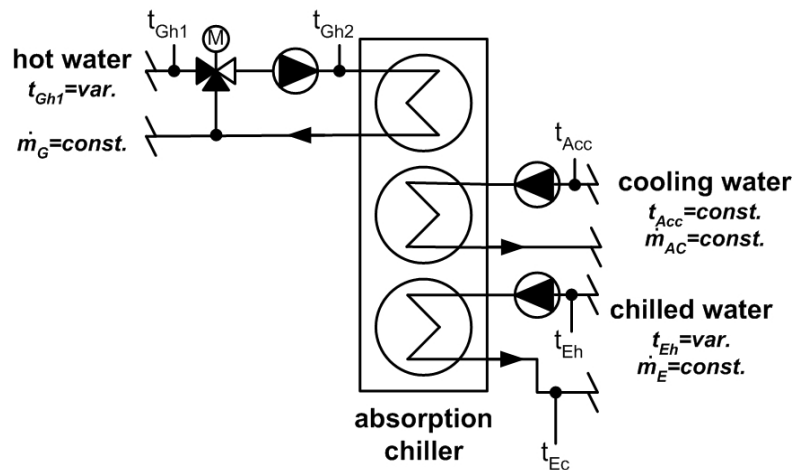 t_Gh1
M
t_Gh2
hot water
t_Gh1=var.
ṁ_G=const.
t_Acc
cooling water
t_Acc=const.
ṁ_AC=const.
t_Eh
chilled water
t_Eh=var.
ṁ_E=const.
absorption
chiller
t_Ec